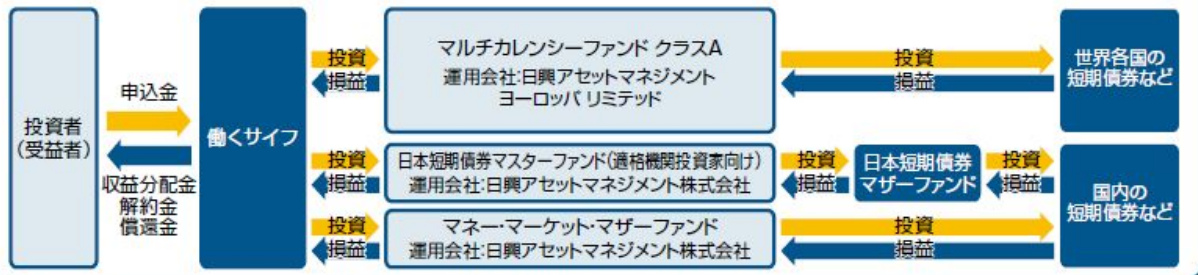 投資者
(受益者)
申込金
収益分配金
解約金
償還金
働くサイフ
投資
損益
マルチカレンシーファンド クラスA
運用会社:日興アセットマネジメント
ヨーロッパ リミテッド
投資
損益
世界各国の
短期債券など
投資
損益
日本短期債券マスターファンド(適格機関投資家向け)
運用会社:日興アセットマネジメント株式会社
投資
損益
日本短期債券
マザーファンド
投資
損益
国内の
短期債券など
投資
損益
マネー・マーケット・マザーファンド
運用会社:日興アセットマネジメント株式会社
投資
損益